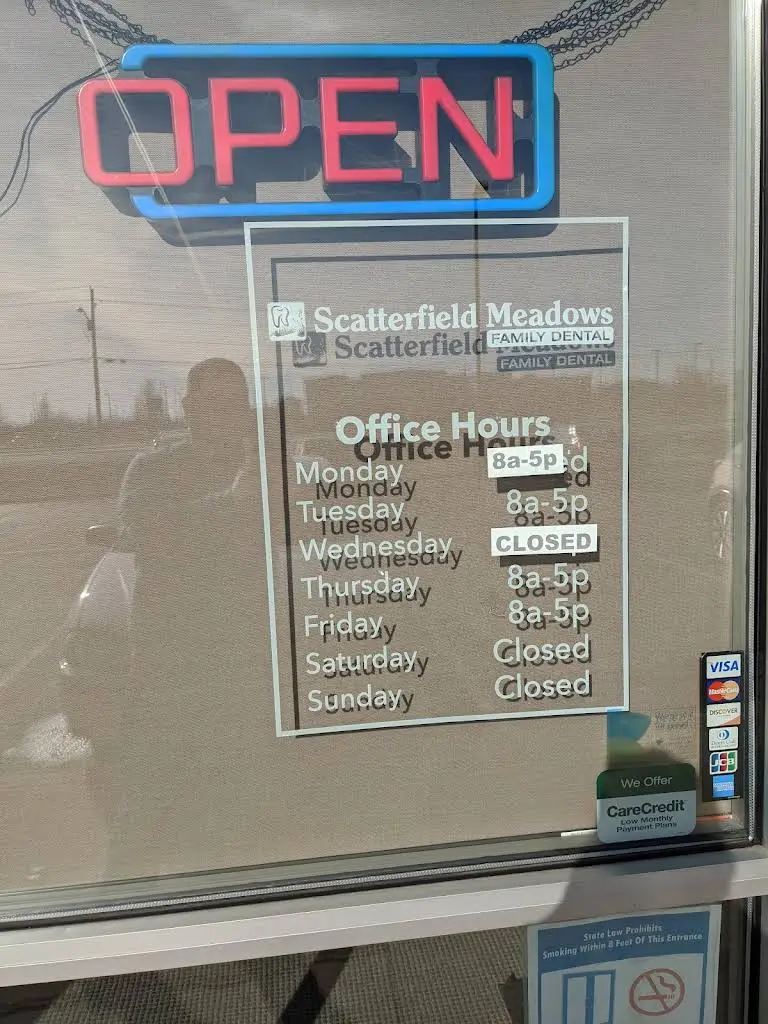 OPEN
Scatterfield Meadows
FAMILY DENTAL
Office Hours
Monday 8a-5p
Tuesday 8a-5p
Wednesday CLOSED
Thursday 8a-5p
Friday 8a-5p
Saturday Closed
Sunday Closed
VISA
MasterCard
DISCOVER
JCB
We Offer
CareCredit
Low Monthly
Payment Plans
State Law Prohibits
Smoking Within 8 Feet Of This Entrance